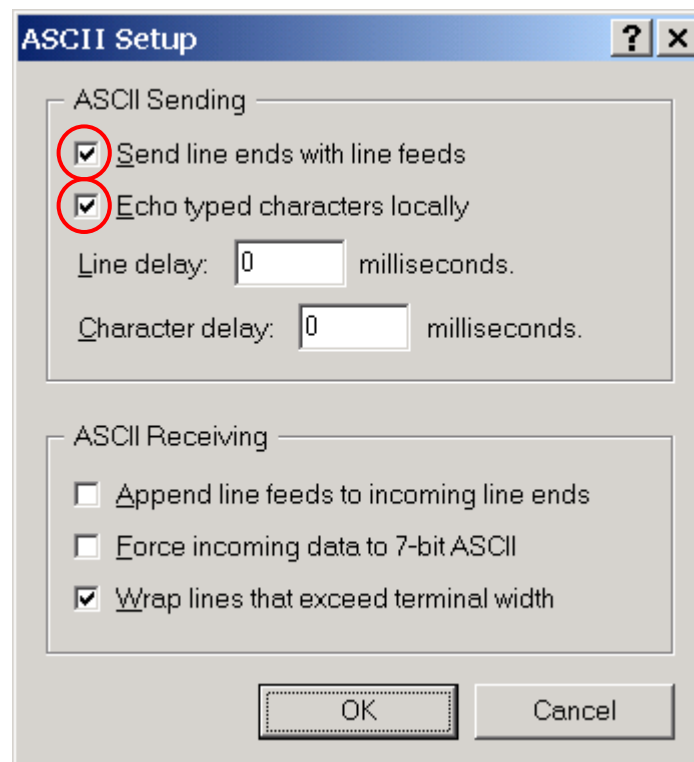 ASCII Setup
ASCII Sending
Send line ends with line feeds
Echo typed characters locally
Line delay: 0 milliseconds.
Character delay: 0 milliseconds.
ASCII Receiving
Append line feeds to incoming line ends
Force incoming data to 7-bit ASCII
Wrap lines that exceed terminal width
OK Cancel